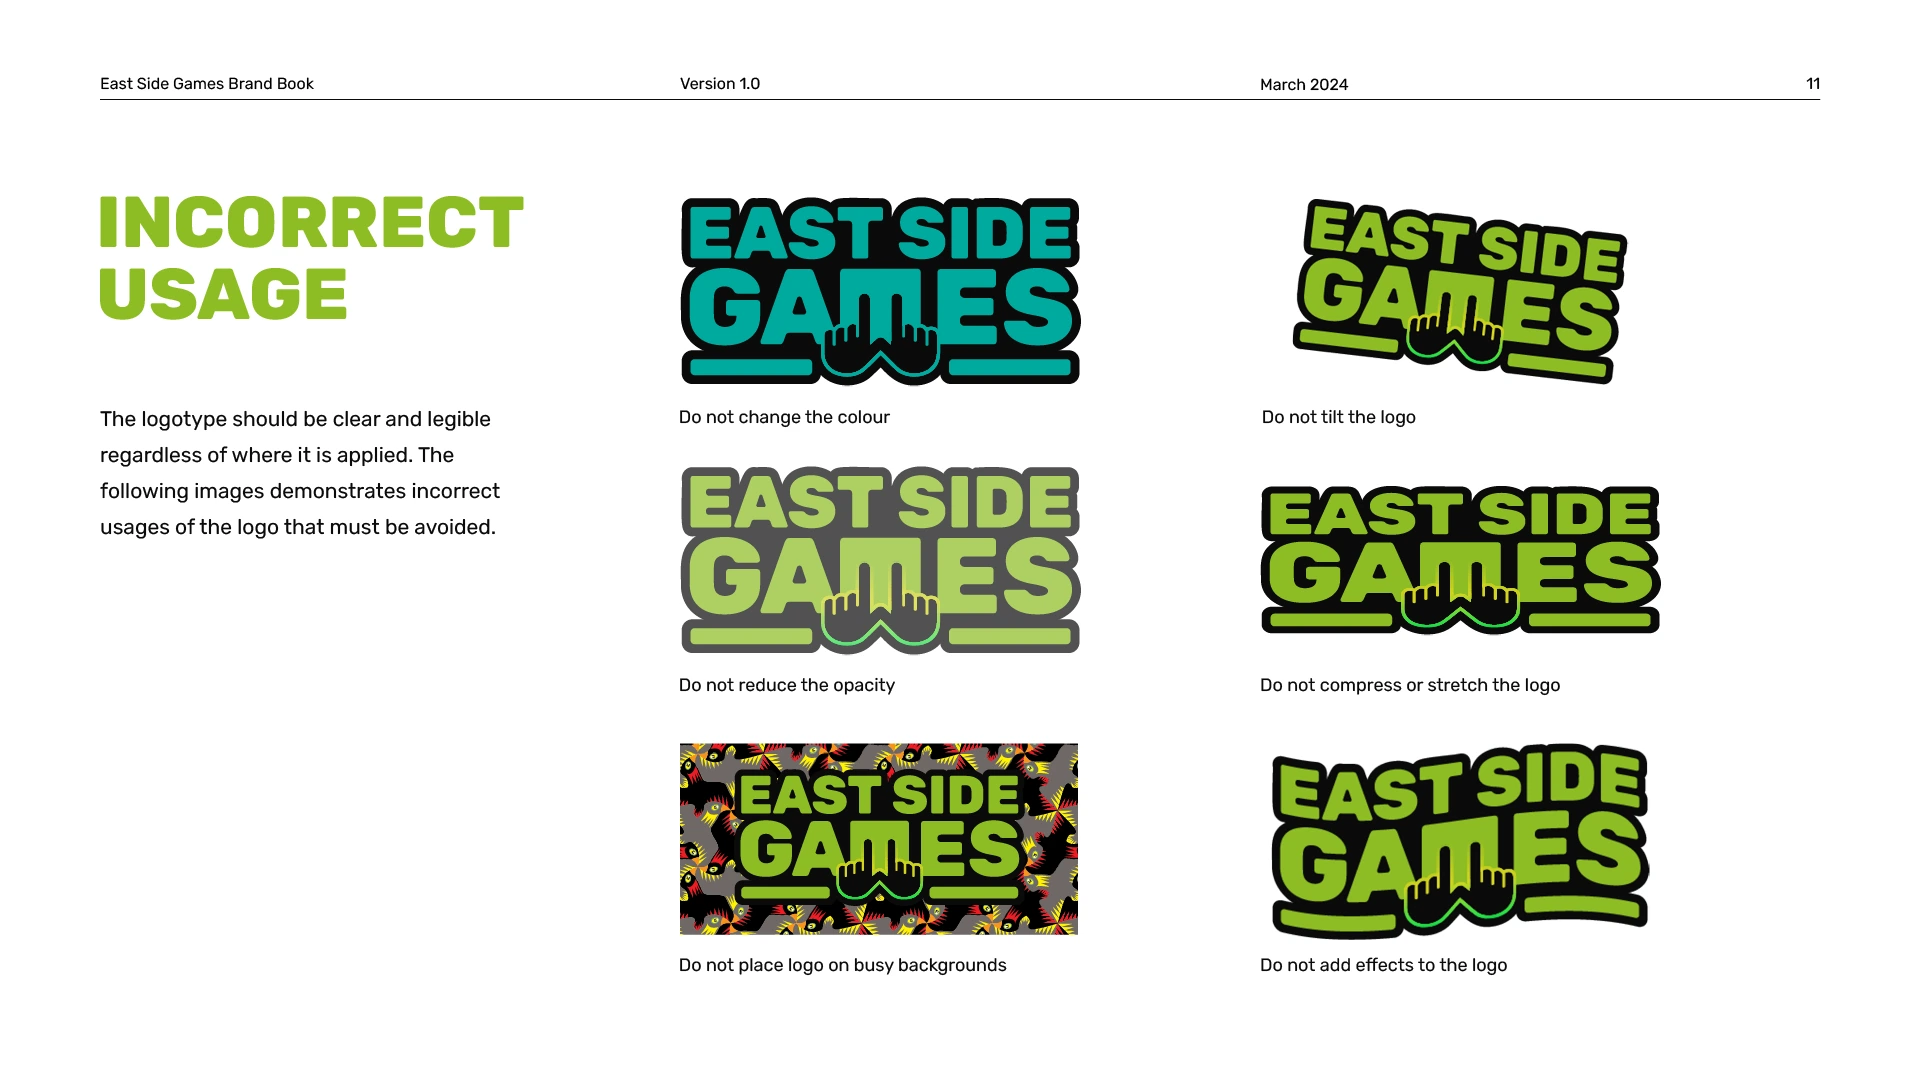 East Side Games Brand Book
Version 1.0
March 2024
11
INCORRECT
USAGE
The logotype should be clear and legible
regardless of where it is applied. The
following images demonstrates incorrect
usages of the logo that must be avoided.
EAST SIDE
GAMES
Do not change the colour
EAST SIDE
GAMES
Do not tilt the logo
EAST SIDE
GAMES
Do not reduce the opacity
EAST SIDE
GAMES
Do not compress or stretch the logo
EAST SIDE
GAMES
Do not place logo on busy backgrounds
EAST SIDE
GAMES
Do not add effects to the logo